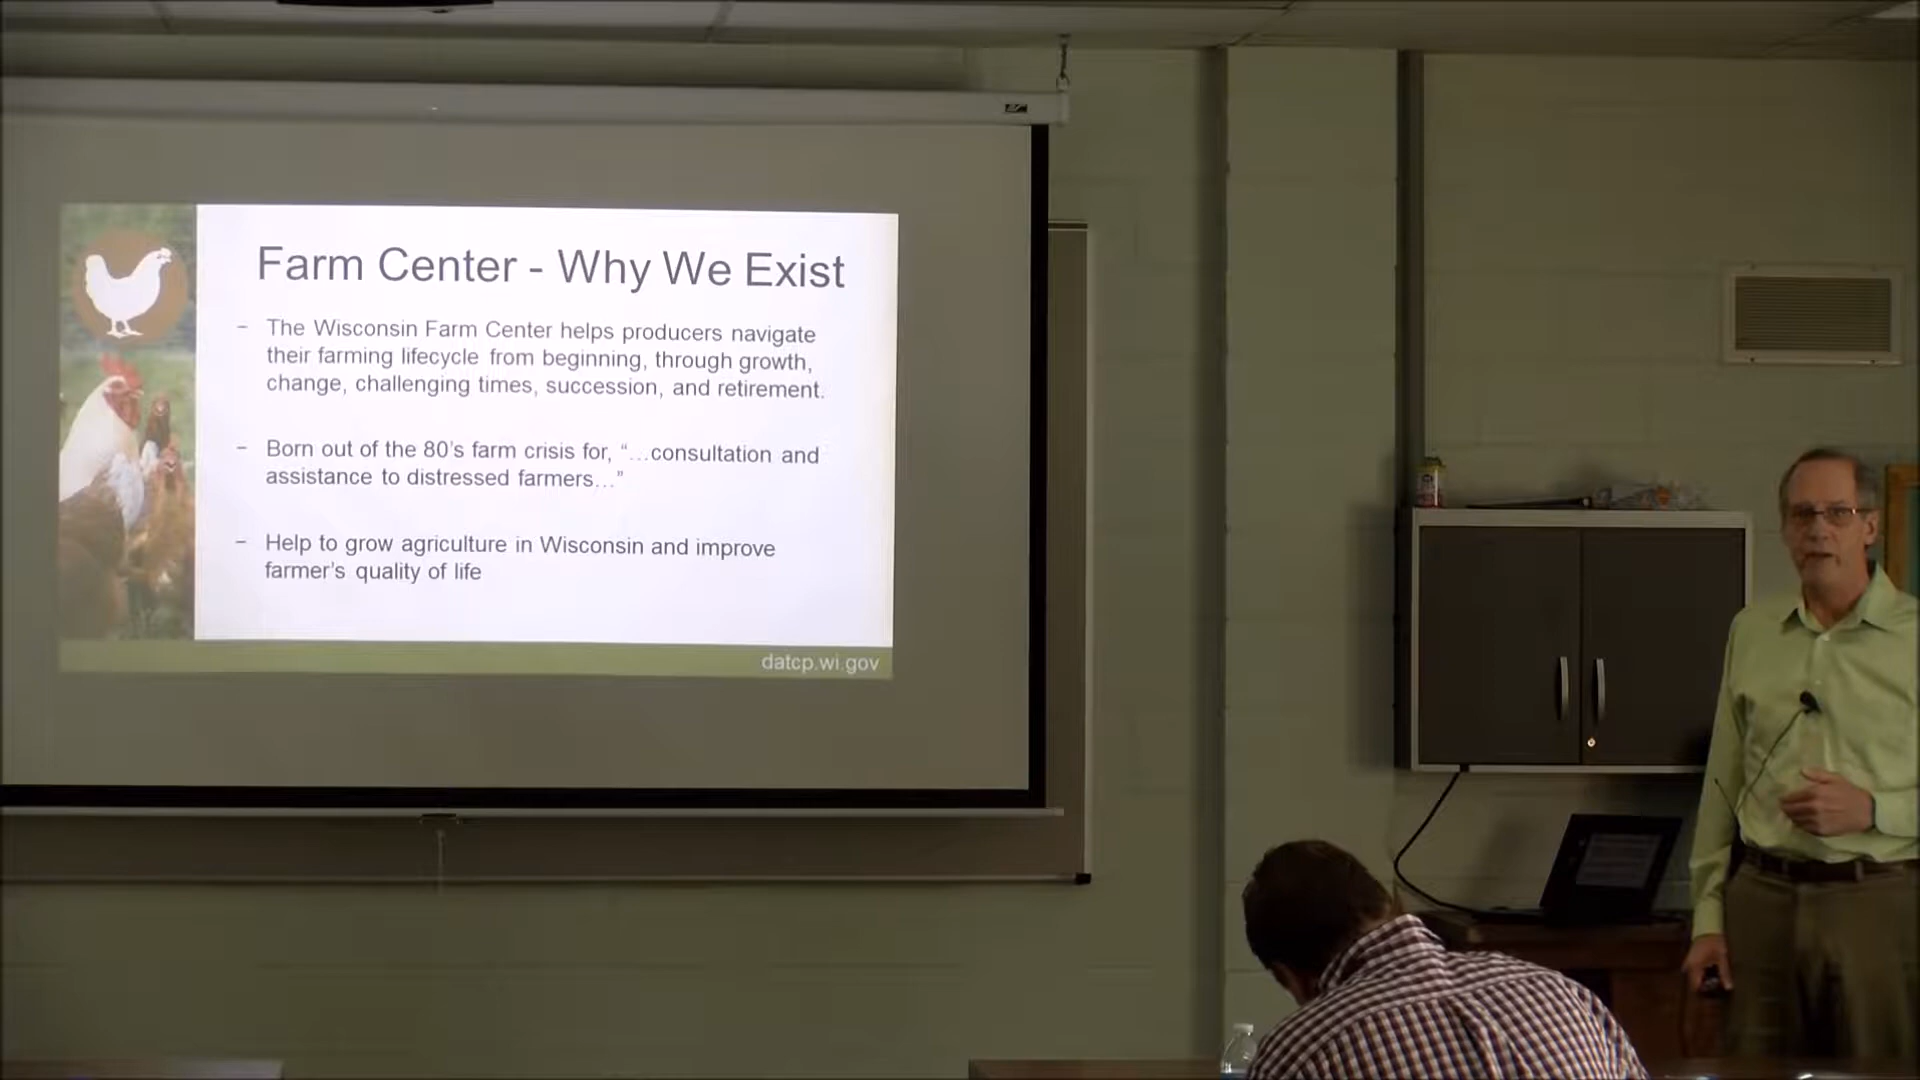 Farm Center - Why We Exist
– The Wisconsin Farm Center helps producers navigate
their farming lifecycle from beginning, through growth,
change, challenging times, succession, and retirement.
– Born out of the 80’s farm crisis for, “…consultation and
assistance to distressed farmers…”
– Help to grow agriculture in Wisconsin and improve
farmer’s quality of life
datcp.wi.gov